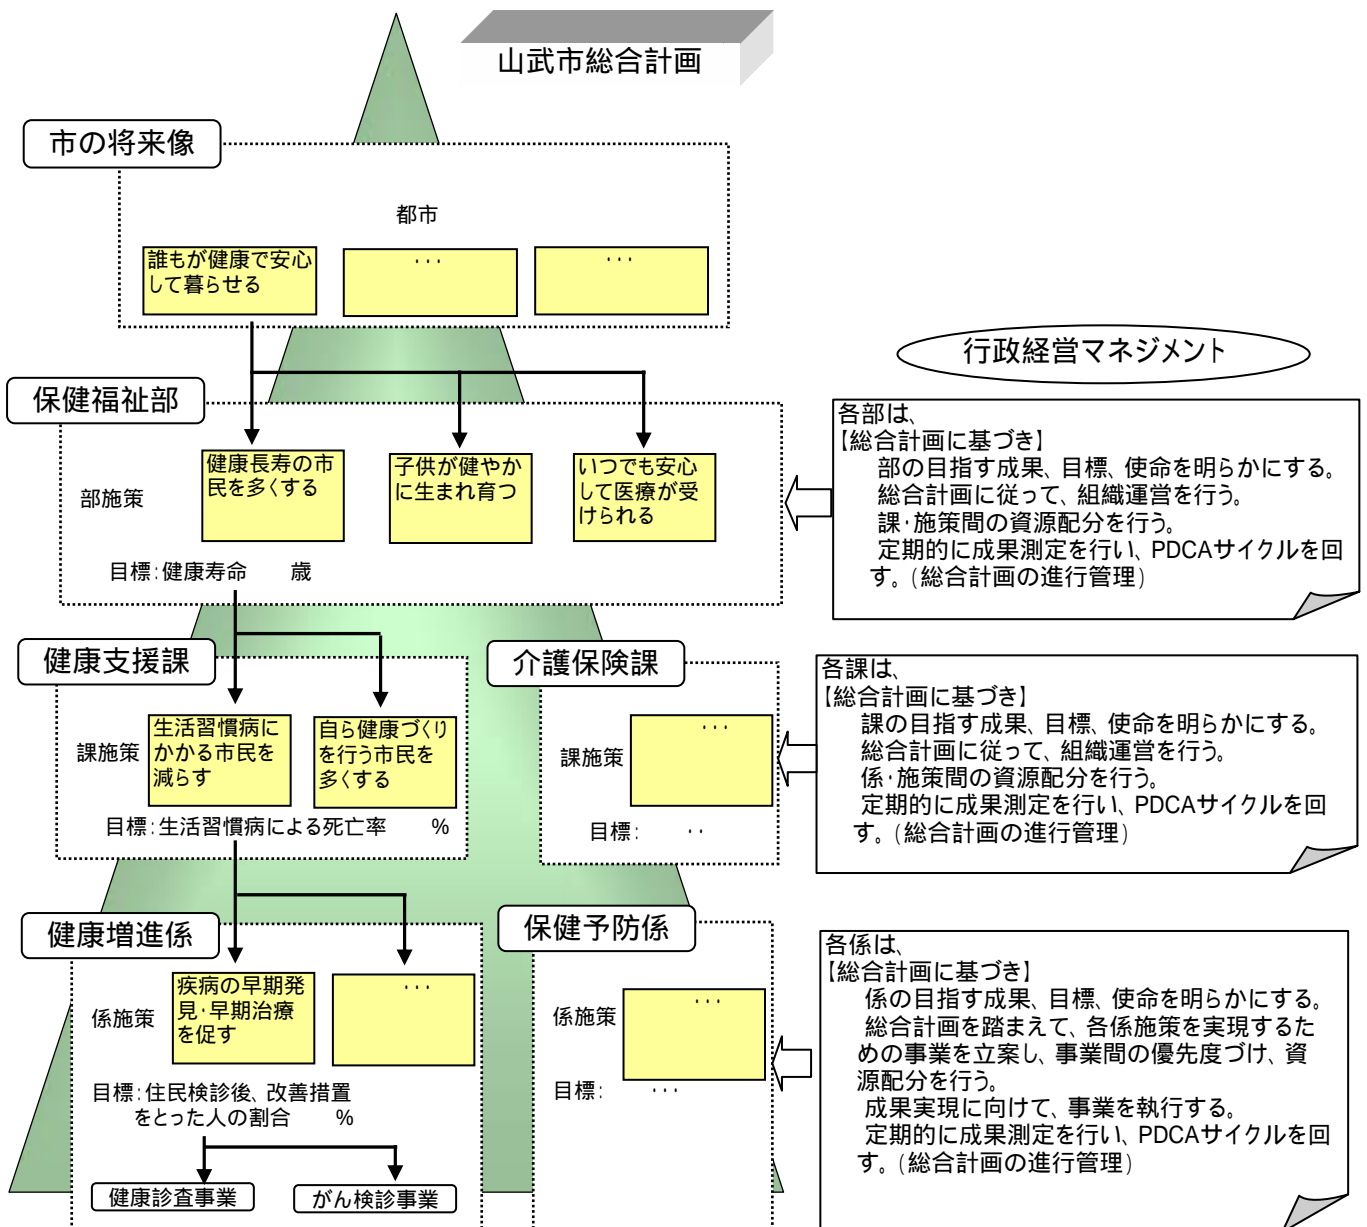 山武市総合計画
市の将来像
都市
誰もが健康で安心
して暮らせる
･･･
･･･
行政経営マネジメント
保健福祉部
部施策
健康長寿の市
民を多くする
子供が健やか
に生まれ育つ
いつでも安心
して医療が受
けられる
目標:健康寿命　　歳
各部は、
【総合計画に基づき】
部の目指す成果、目標、使命を明らかにする。
総合計画に従って、組織運営を行う。
課･施策間の資源配分を行う。
定期的に成果測定を行い、PDCAサイクルを回
す。(総合計画の進行管理)
健康支援課
課施策
生活習慣病に
かかる市民を
減らす
自ら健康づくり
を行う市民を
多くする
目標:生活習慣病による死亡率　　%
介護保険課
課施策
･･･
目標:　　･･
各課は、
【総合計画に基づき】
課の目指す成果、目標、使命を明らかにする。
総合計画に従って、組織運営を行う。
係･施策間の資源配分を行う。
定期的に成果測定を行い、PDCAサイクルを回
す。(総合計画の進行管理)
健康増進係
係施策
疾病の早期発
見･早期治療
を促す
･･･
目標:住民検診後、改善措置
をとった人の割合　　%
健康診査事業
がん検診事業
保健予防係
係施策
･･･
目標:　　･･･
各係は、
【総合計画に基づき】
係の目指す成果、目標、使命を明らかにする。
総合計画を踏まえて、各係施策を実現するた
めの事業を立案し、事業間の優先度づけ、資
源配分を行う。
成果実現に向けて、事業を執行する。
定期的に成果測定を行い、PDCAサイクルを回
す。(総合計画の進行管理)